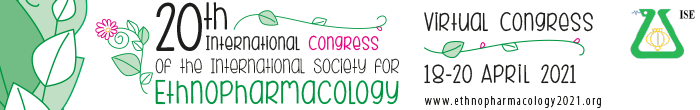 20th
International Congress
of the International Society for
Ethnopharmacology
Virtual Congress
18-20 April 2021
www.ethnopharmacology2021.org
ISE